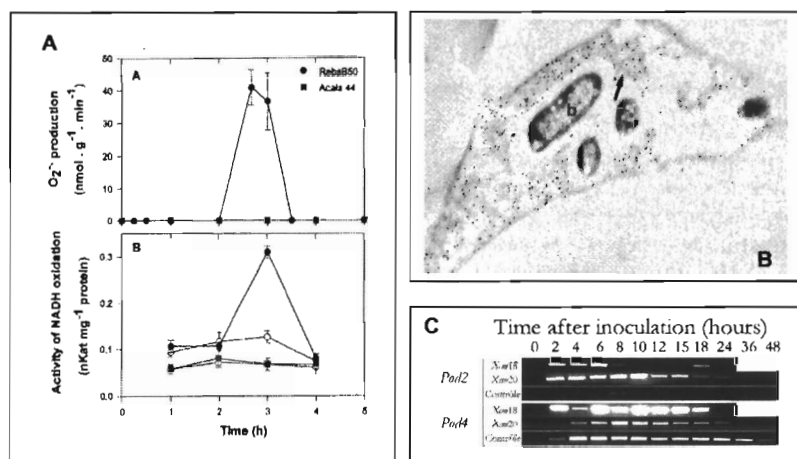 A
A
RebaB50
Acala 44
O₂⁻ production
(nmol . g⁻¹ . min⁻¹)
50
40
30
20
10
0
B
Activity of NADH oxidation
(nKat mg⁻¹ protein)
0.3
0.2
0.1
0.0
0 1 2 3 4 5
Time (h)
b
B
C
Time after inoculation (hours)
0 2 4 6 8 10 12 15 18 24 36 48
Pod2
Xm18
Xm20
Contrôle
Pod4
Xm18
Xm20
Contrôle